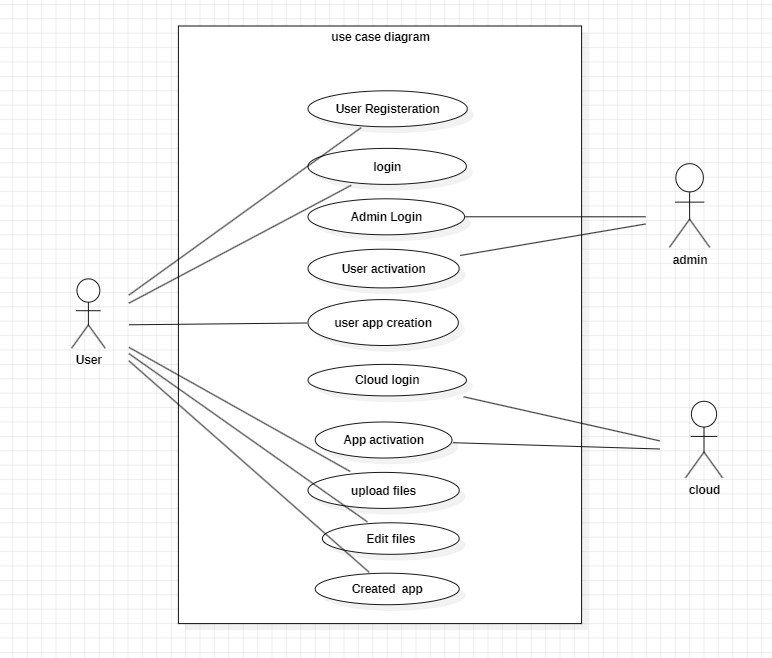 use case diagram
User Registeration
login
Admin Login
admin
User activation
user app creation
User
Cloud login
App activation
cloud
upload files
Edit files
Created app